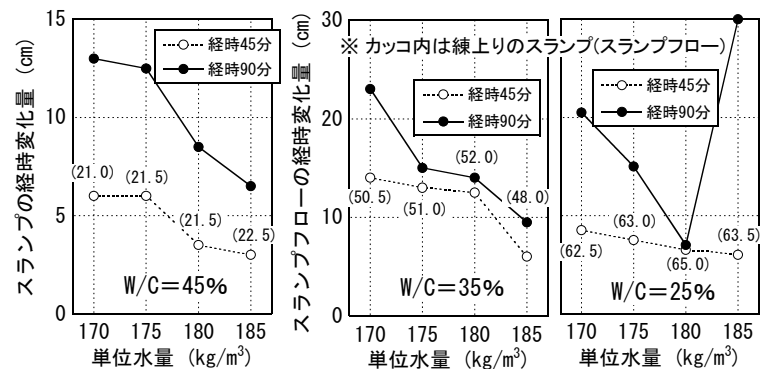 スランプの経時変化量 (cm)
15
10
5
0
経時45分
経時90分
(21.0)
(21.5)
(21.5)
(22.5)
W/C=45%
170 175 180 185
単位水量 (kg/m³)
スランプフローの経時変化量 (cm)
30
20
10
0
※ カッコ内は練上りのスランプ(スランプフロー)
経時45分
経時90分
(50.5)
(51.0)
(52.0)
(48.0)
W/C=35%
170 175 180 185
単位水量 (kg/m³)
経時45分
経時90分
(62.5)
(63.0)
(65.0)
(63.5)
W/C=25%
170 175 180 185
単位水量 (kg/m³)